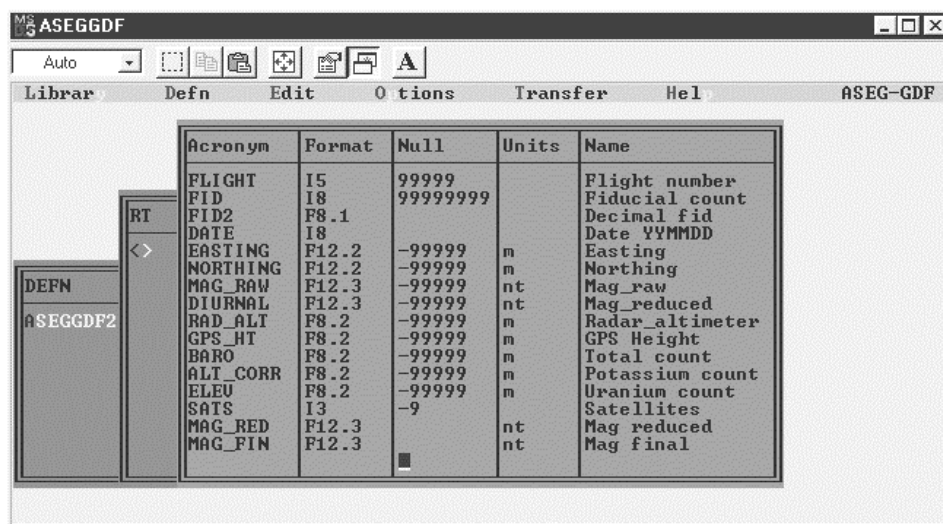 ASEGGDF
Auto A
Librar Defn Edit O tions Transfer Hel ASEG-GDF
Acronym Format Null Units Name
FLIGHT I5 99999 Flight number
FID I8 99999999 Fiducial count
RT
FID2 F8.1 Decimal fid
DATE I8 Date YYMMDD
<> EASTING F12.2 -99999 m Easting
NORTHING F12.2 -99999 m Northing
DEFN MAG_RAW F12.3 -99999 nt Mag_raw
DIURNAL F12.3 -99999 nt Mag_reduced
ASEGGDF2 RAD_ALT F8.2 -99999 m Radar_altimeter
GPS_HT F8.2 -99999 m GPS Height
BARO F8.2 -99999 m Total count
ALT_CORR F8.2 -99999 m Potassium count
ELEV F8.2 -99999 m Uranium count
SATS I3 -9 Satellites
MAG_RED F12.3 nt Mag reduced
MAG_FIN F12.3 nt Mag final